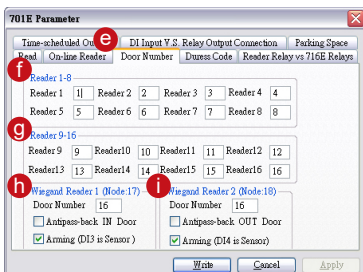 701E Parameter
e
Time-scheduled Ou DI Input V.S. Relay Output Connection Parking Space
Read On-line Reader Door Number Duress Code Reader Relay vs 716E Relays
f
Reader 1-8
Reader 1 1 Reader 2 2 Reader 3 3 Reader 4 4
Reader 5 5 Reader 6 6 Reader 7 7 Reader 8 8
g
Reader 9-16
Reader 9 9 Reader10 10 Reader11 11 Reader12 12
Reader13 13 Reader14 14 Reader15 15 Reader16 16
h i
Wiegand Reader 1 (Node:17) Wiegand Reader 2 (Node:18)
Door Number 16 Door Number 16
Antipass-back IN Door Antipass-back OUT Door
Arming (DI3 is Sensor) Arming (DI4 is Sensor)
Write Cancel Apply